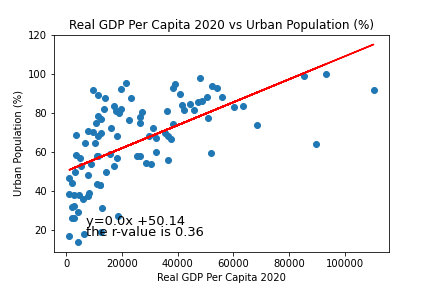 Real GDP Per Capita 2020 vs Urban Population (%)
120
100
80
60
40
20
Urban Population (%)
y=0.0x +50.14
the r-value is 0.36
0
20000
40000
60000
80000
100000
Real GDP Per Capita 2020